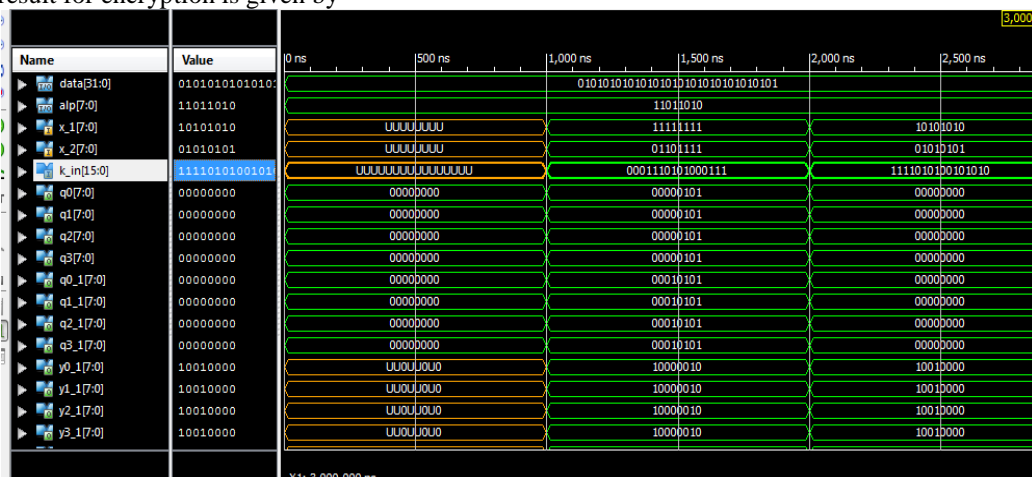 result for encryption is given by
3,000
Name Value 0 ns 500 ns 1,000 ns 1,500 ns 2,000 ns 2,500 ns
data[31:0] 0101010101010 01010101010101010101010101010101
alp[7:0] 11011010 11011010
x_1[7:0] 10101010 UUUUUUUU 11111111 10101010
x_2[7:0] 01010101 UUUUUUUU 01101111 01010101
k_in[15:0] 1111010100101 UUUUUUUUUUUUUUUU 0001110101000111 1111010100101010
q0[7:0] 00000000 00000000 00000101 00000000
q1[7:0] 00000000 00000000 00000101 00000000
q2[7:0] 00000000 00000000 00000101 00000000
q3[7:0] 00000000 00000000 00000101 00000000
q0_1[7:0] 00000000 00000000 00010101 00000000
q1_1[7:0] 00000000 00000000 00010101 00000000
q2_1[7:0] 00000000 00000000 00010101 00000000
q3_1[7:0] 00000000 00000000 00010101 00000000
y0_1[7:0] 10010000 UU0UU0U0 10000010 10010000
y1_1[7:0] 10010000 UU0UU0U0 10000010 10010000
y2_1[7:0] 10010000 UU0UU0U0 10000010 10010000
y3_1[7:0] 10010000 UU0UU0U0 10000010 10010000
X1: 3,000.000 ns